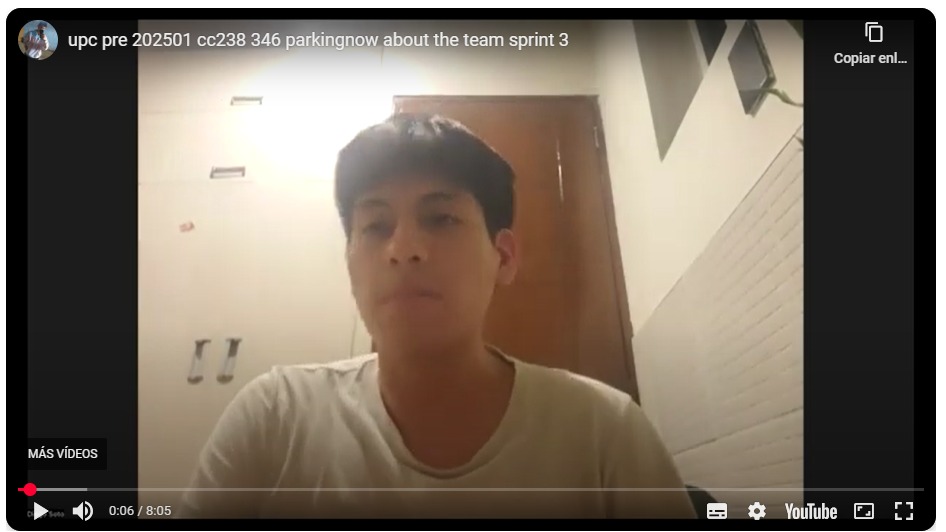 upc pre 202501 cc238 346 parkingnow about the team sprint 3
Copiar enl...
MÁS VÍDEOS
0:06 / 8:05
YouTube